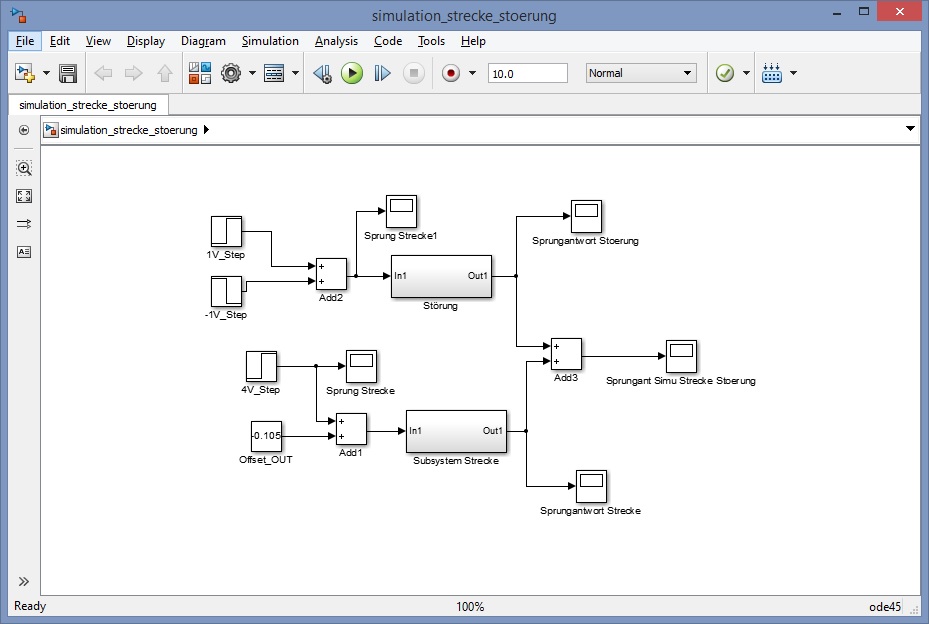 simulation_strecke_stoerung
File Edit View Display Diagram Simulation Analysis Code Tools Help
10.0 Normal
simulation_strecke_stoerung
simulation_strecke_stoerung
Sprung Strecke1
Sprungantwort Stoerung
1V_Step
+
+
Add2
In1 Out1
Störung
-1V_Step
+
+
Add3
Sprungant Simu Strecke Stoerung
4V_Step
Sprung Strecke
-0.105
Offset_OUT
+
+
Add1
In1 Out1
Subsystem Strecke
Sprungantwort Strecke
Ready 100% ode45